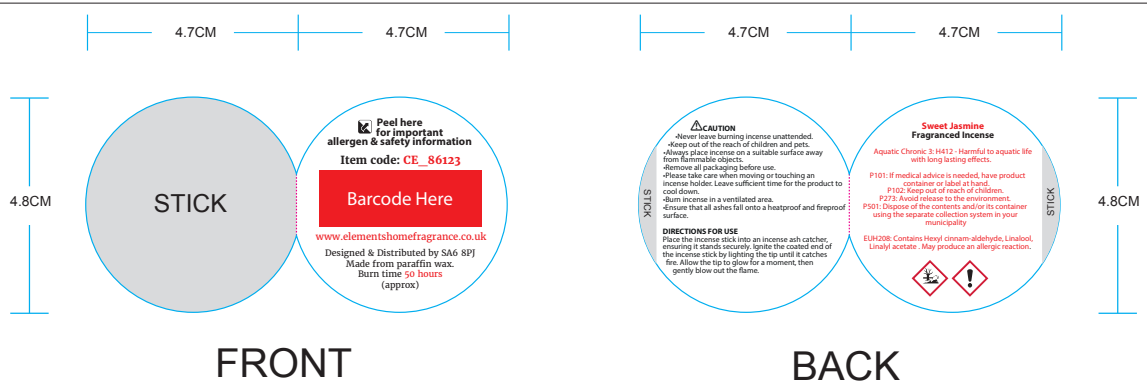 4.7CM
4.7CM
4.7CM
4.7CM
4.8CM
STICK
Peel here
for important
allergen & safety information
Item code: CE_86123
Barcode Here
www.elementshomefragrance.co.uk
Designed & Distributed by SA6 8PJ
Made from paraffin wax.
Burn time 50 hours
(approx)
FRONT
STICK
CAUTION
•Never leave burning incense unattended.
•Keep out of the reach of children and pets.
•Always place incense on a suitable surface away
from flammable objects.
•Remove all packaging before use.
•Please take care when moving or touching an
incense holder. Leave sufficient time for the product to
cool down.
•Burn incense in a ventilated area.
•Ensure that all ashes fall onto a heatproof and fireproof
surface.
DIRECTIONS FOR USE
Place the incense stick into an incense ash catcher,
ensuring it stands securely. Ignite the coated end of
the incense stick by lighting the tip until it catches
fire. Allow the tip to glow for a moment, then
gently blow out the flame.
Sweet Jasmine
Fragranced Incense
Aquatic Chronic 3: H412 - Harmful to aquatic life
with long lasting effects.
P101: If medical advice is needed, have product
container or label at hand.
P102: Keep out of reach of children.
P273: Avoid release to the environment.
P501: Dispose of the contents and/or its container
using the separate collection system in your
municipality
EUH208: Contains Hexyl cinnam-aldehyde, Linalool,
Linalyl acetate . May produce an allergic reaction.
STICK
4.8CM
BACK